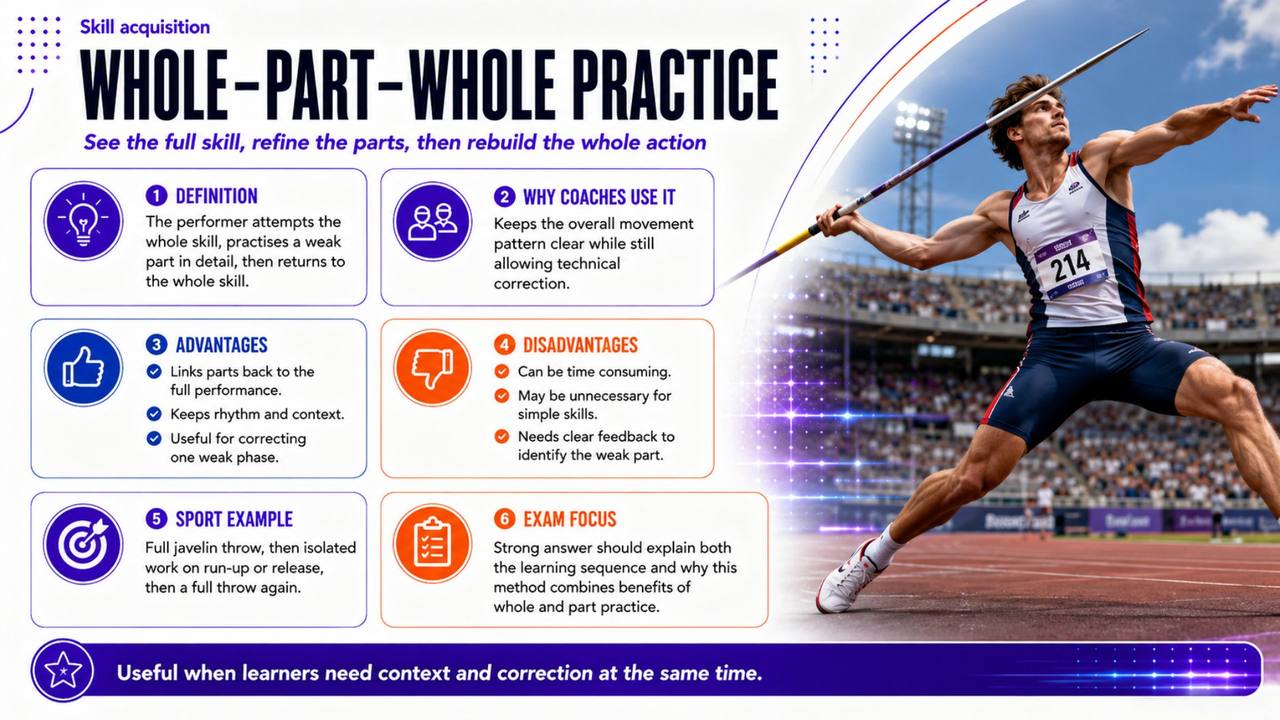 Skill acquisition
WHOLE–PART–WHOLE PRACTICE
See the full skill, refine the parts, then rebuild the whole action
1 DEFINITION
The performer attempts the
whole skill, practises a weak
part in detail, then returns to
the whole skill.
2 WHY COACHES USE IT
Keeps the overall movement
pattern clear while still
allowing technical
correction.
3 ADVANTAGES
Links parts back to the
full performance.
Keeps rhythm and context.
Useful for correcting
one weak phase.
4 DISADVANTAGES
Can be time consuming.
May be unnecessary for
simple skills.
Needs clear feedback to
identify the weak part.
5 SPORT EXAMPLE
Full javelin throw, then isolated
work on run-up or release,
then a full throw again.
6 EXAM FOCUS
Strong answer should explain both
the learning sequence and why this
method combines benefits of
whole and part practice.
214
Useful when learners need context and correction at the same time.